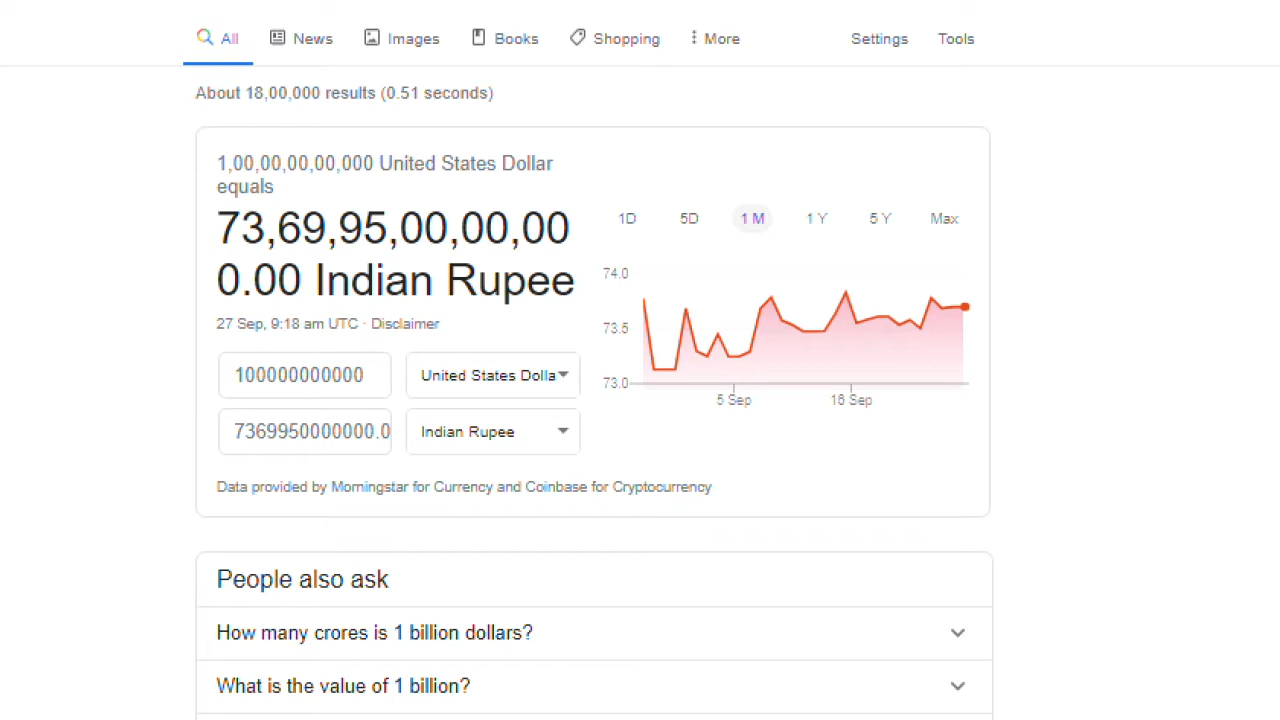 All News Images Books Shopping More Settings Tools
About 18,00,000 results (0.51 seconds)
1,00,00,00,00,000 United States Dollar
equals
73,69,95,00,00,00
0.00 Indian Rupee
27 Sep, 9:18 am UTC · Disclaimer
100000000000 United States Dolla
7369950000000.0 Indian Rupee
1D 5D 1 M 1 Y 5 Y Max
74.0
73.5
73.0
5 Sep 16 Sep
Data provided by Morningstar for Currency and Coinbase for Cryptocurrency
People also ask
How many crores is 1 billion dollars?
What is the value of 1 billion?